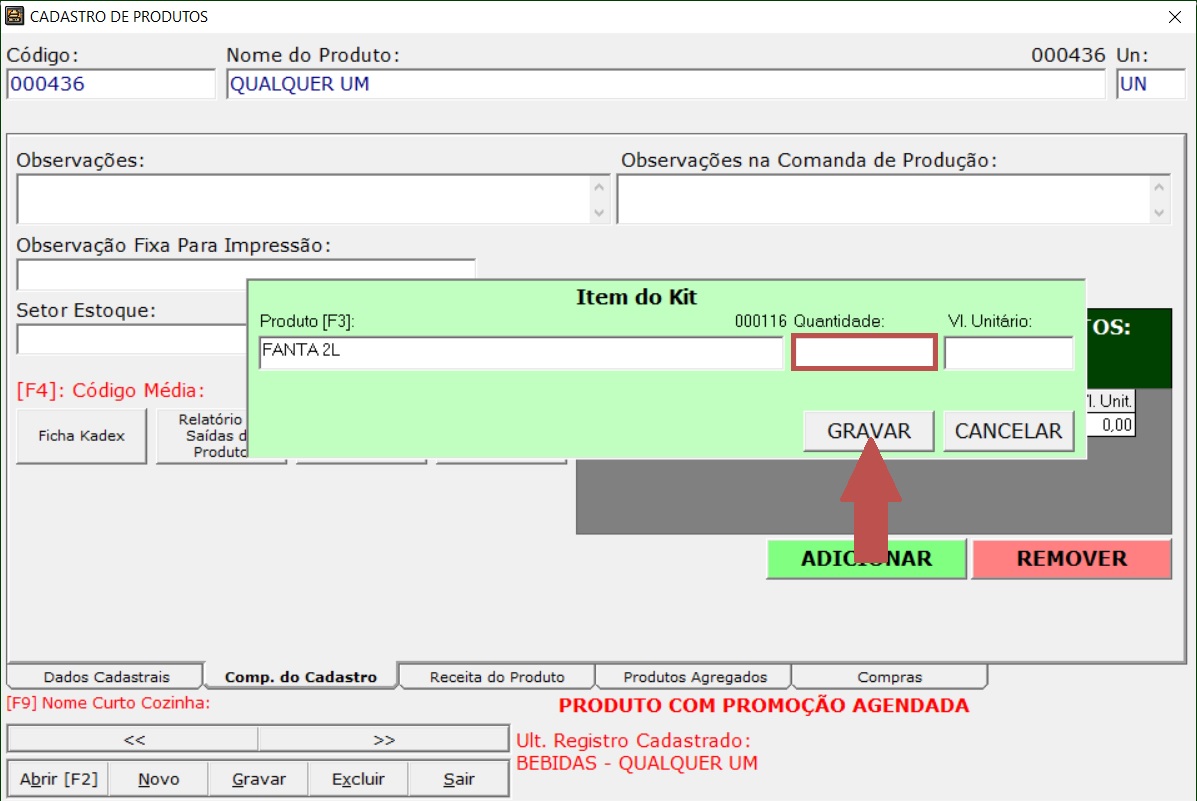 CADASTRO DE PRODUTOS
Código:
Nome do Produto:
000436
Un:
000436
QUALQUER UM
UN
Observações:
Observações na Comanda de Produção:
Observação Fixa Para Impressão:
Setor Estoque:
Item do Kit
Produto [F3]:
000116
Quantidade:
Vl. Unitário:
FANTA 2L
GRAVAR
CANCELAR
OS:
Unit.
0,00
[F4]: Código Média:
Ficha Kadex
Relatório
Saídas d
Produto
ADICIONAR
REMOVER
Dados Cadastrais
Comp. do Cadastro
Receita do Produto
Produtos Agregados
Compras
[F9] Nome Curto Cozinha:
PRODUTO COM PROMOÇÃO AGENDADA
<<
>>
Ult. Registro Cadastrado:
BEBIDAS - QUALQUER UM
Abrir [F2]
Novo
Gravar
Excluir
Sair